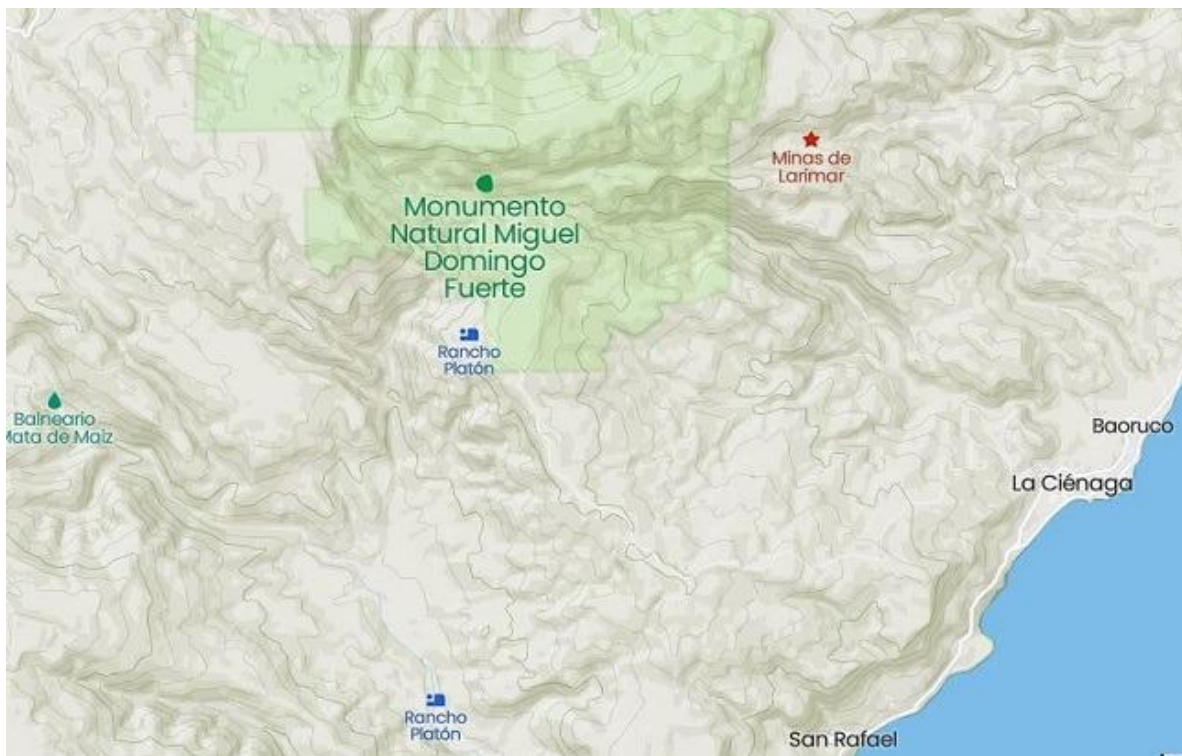 Minas de
Larimar
Monumento
Natural Miguel
Domingo
Fuerte
Rancho
Platón
Balneario
Mata de Maiz
Baoruco
La Ciénaga
Rancho
Platón
San Rafael